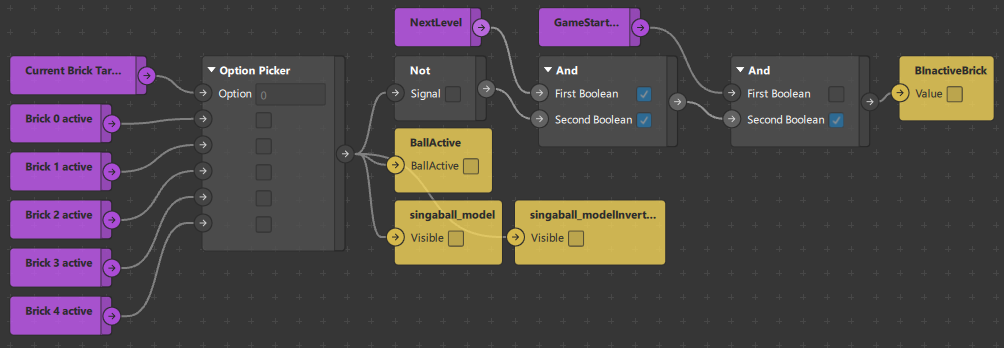 NextLevel
GameStart...
Current Brick Tar...
Option Picker
Option 0
Not
Signal
And
First Boolean
Second Boolean
And
First Boolean
Second Boolean
BInactiveBrick
Value
Brick 0 active
Brick 1 active
Brick 2 active
Brick 3 active
Brick 4 active
BallActive
BallActive
singaball_model
Visible
singaball_modelInvert...
Visible